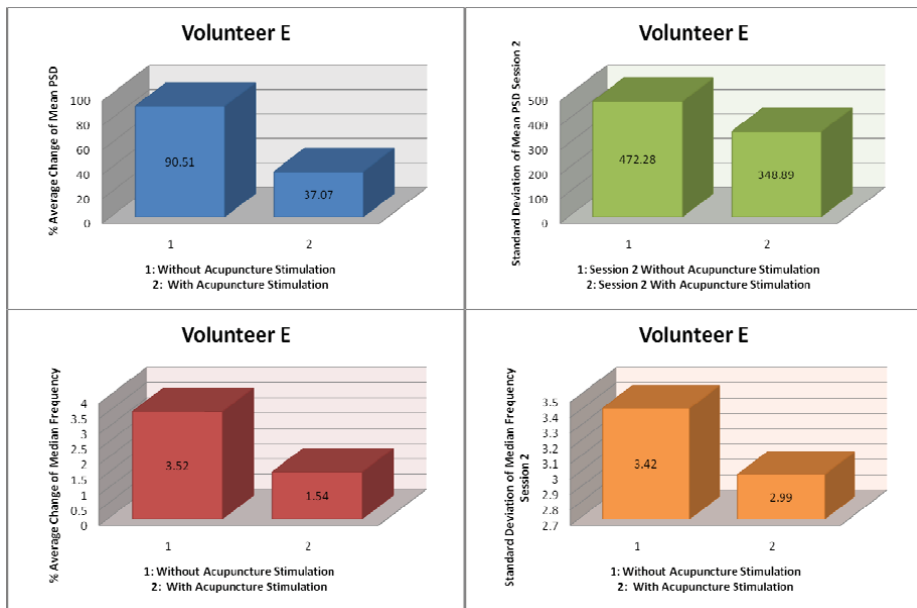 Volunteer E
% Average Change of Mean PSD
100
80
60
40
20
0
90.51
37.07
1
2
1: Without Acupuncture Stimulation
2: With Acupuncture Stimulation
Volunteer E
Standard Deviation of Mean PSD Session 2
500
400
300
200
100
0
472.28
348.89
1
2
1: Session 2 Without Acupuncture Stimulation
2: Session 2 With Acupuncture Stimulation
Volunteer E
% Average Change of Median Frequency
4
3.5
3
2.5
2
1.5
1
0.5
0
3.52
1.54
1
2
1: Without Acupuncture Stimulation
2: With Acupuncture Stimulation
Volunteer E
Standard Deviation of Median Frequency
Session 2
3.5
3.4
3.3
3.2
3.1
3
2.9
2.8
2.7
3.42
2.99
1
2
1: Without Acupuncture Stimulation
2: With Acupuncture Stimulation